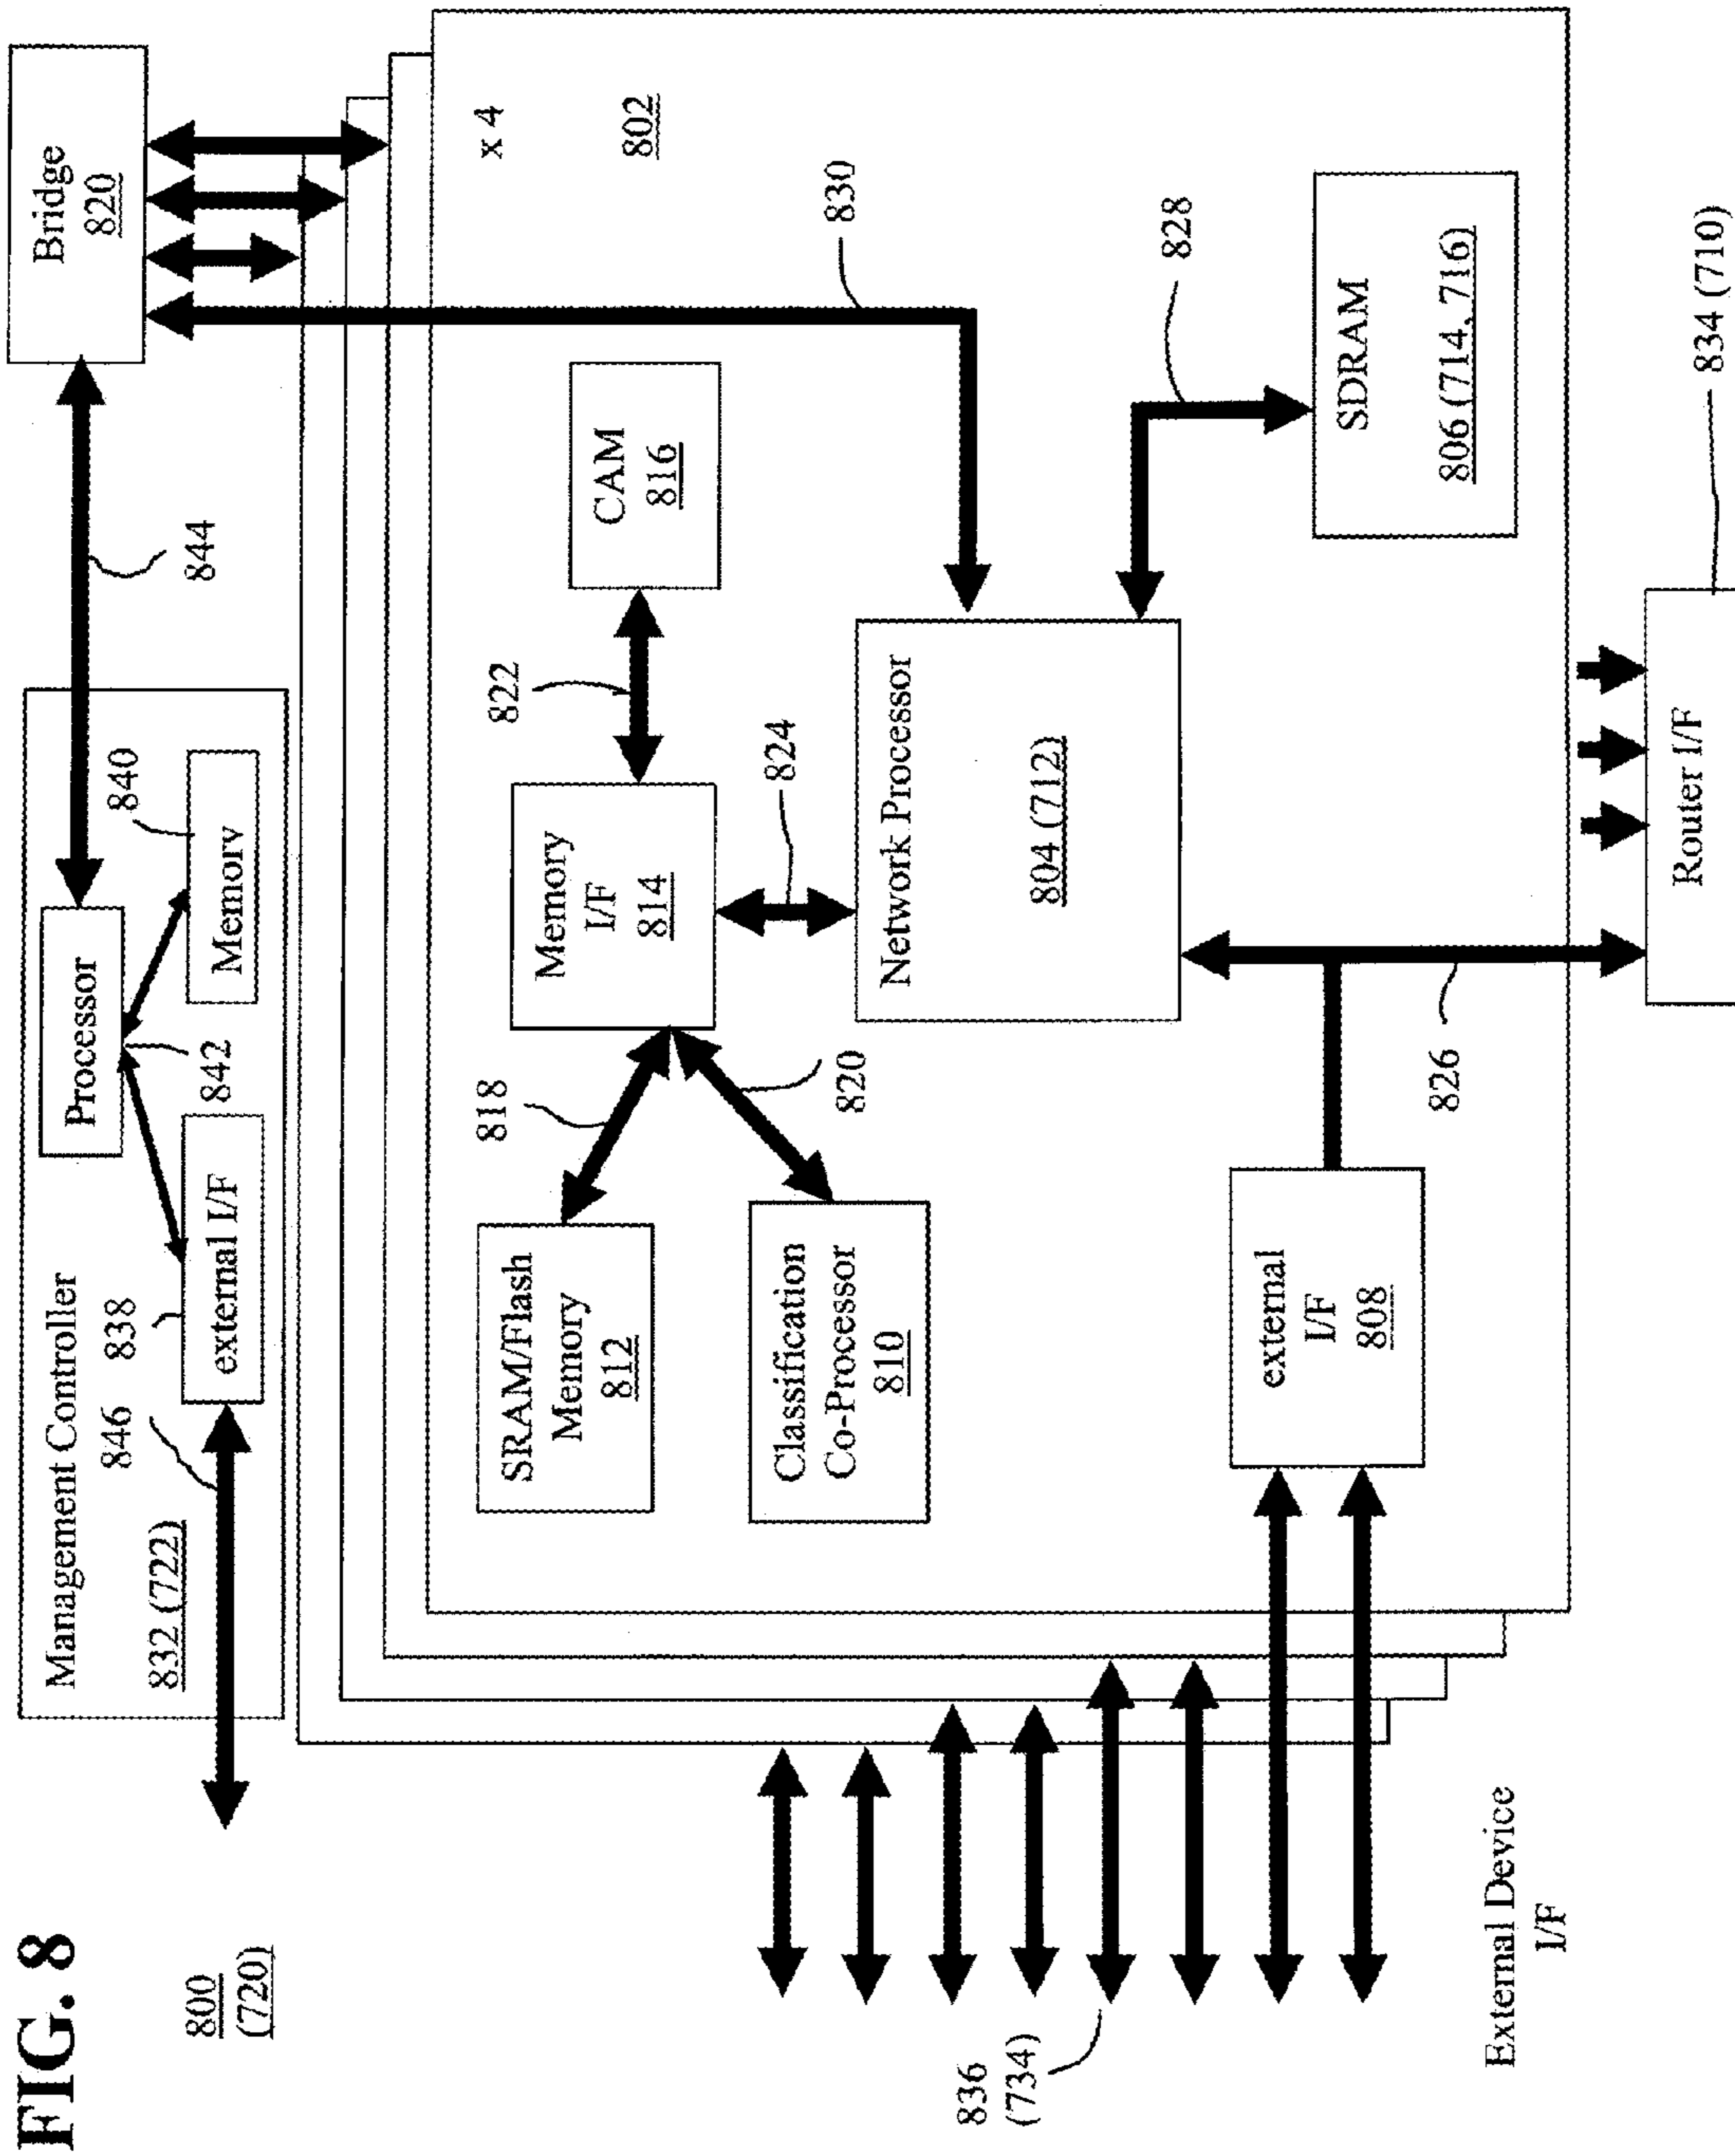 FIG. 8
800
(720)
Management Controller
832 (722)
846
838
external I/F
842
Processor
840
Memory
844
Bridge
820
x 4
802
830
CAM
816
822
Memory
I/F
814
824
818
820
SRAM/Flash
Memory
812
Classification
Co-Processor
810
Network Processor
804 (712)
828
SDRAM
806 (714, 716)
external
I/F
808
826
836
(734)
External Device
I/F
Router I/F
834 (710)